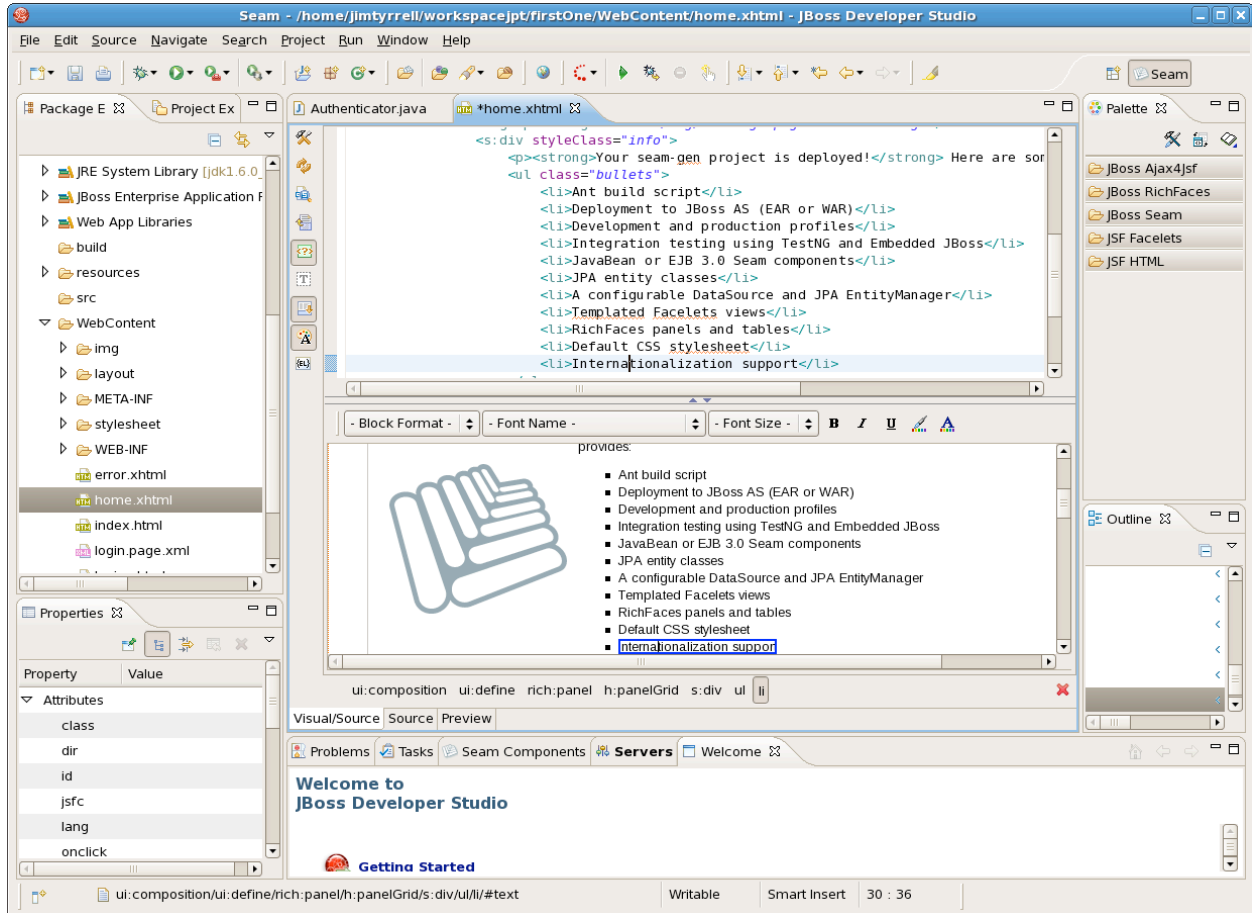 Seam - /home/jimtyrrell/workspacejpt/firstOne/WebContent/home.xhtml - JBoss Developer Studio
File Edit Source Navigate Search Project Run Window Help
Seam
Package E
Project Ex
JRE System Library [jdk1.6.0_
JBoss Enterprise Application
Web App Libraries
build
resources
src
WebContent
img
layout
META-INF
stylesheet
WEB-INF
error.xhtml
home.xhtml
index.html
login.page.xml
Authenticator.java
*home.xhtml
<s:div styleClass="info">
<p><strong>Your seam-gen project is deployed!</strong> Here are
<ul class="bullets">
<li>Ant build script</li>
<li>Deployment to JBoss AS (EAR or WAR)</li>
<li>Development and production profiles</li>
<li>Integration testing using TestNG and Embedded JBoss</li>
<li>JavaBean or EJB 3.0 Seam components</li>
<li>JPA entity classes</li>
<li>A configurable DataSource and JPA EntityManager</li>
<li>Templated Facelets views</li>
<li>RichFaces panels and tables</li>
<li>Default CSS stylesheet</li>
<li>Internationalization support</li>
- Block Format -
- Font Name -
- Font Size -
B I U A
provides:
Ant build script
Deployment to JBoss AS (EAR or WAR)
Development and production profiles
Integration testing using TestNG and Embedded JBoss
JavaBean or EJB 3.0 Seam components
JPA entity classes
A configurable DataSource and JPA EntityManager
Templated Facelets views
RichFaces panels and tables
Default CSS stylesheet
Internationalization support
ui:composition ui:define rich:panel h:panelGrid s:div ul li
Visual/Source Source Preview
Palette
JBoss Ajax4Jsf
JBoss RichFaces
JBoss Seam
JSF Facelets
JSF HTML
Outline
Properties
Property Value
Attributes
class
dir
id
jsfc
lang
onclick
Problems Tasks Seam Components Servers Welcome
Welcome to
JBoss Developer Studio
Getting Started
ui:composition/ui:define/rich:panel/h:panelGrid/s:div/ul/li/#text
Writable
Smart Insert
30 : 36